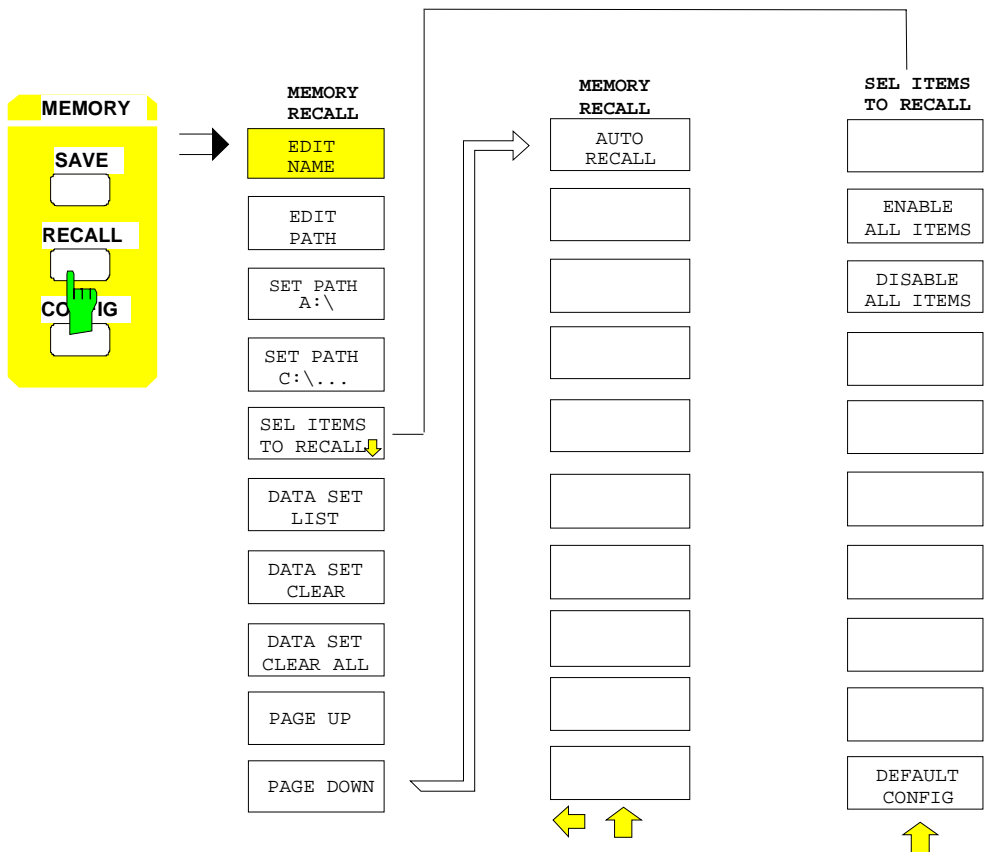 MEMORY
SAVE
RECALL
CO IG
MEMORY
RECALL
EDIT
NAME
EDIT
PATH
SET PATH
A:\
SET PATH
C:\...
SEL ITEMS
TO RECALL
DATA SET
LIST
DATA SET
CLEAR
DATA SET
CLEAR ALL
PAGE UP
PAGE DOWN
MEMORY
RECALL
AUTO
RECALL
SEL ITEMS
TO RECALL
ENABLE
ALL ITEMS
DISABLE
ALL ITEMS
DEFAULT
CONFIG